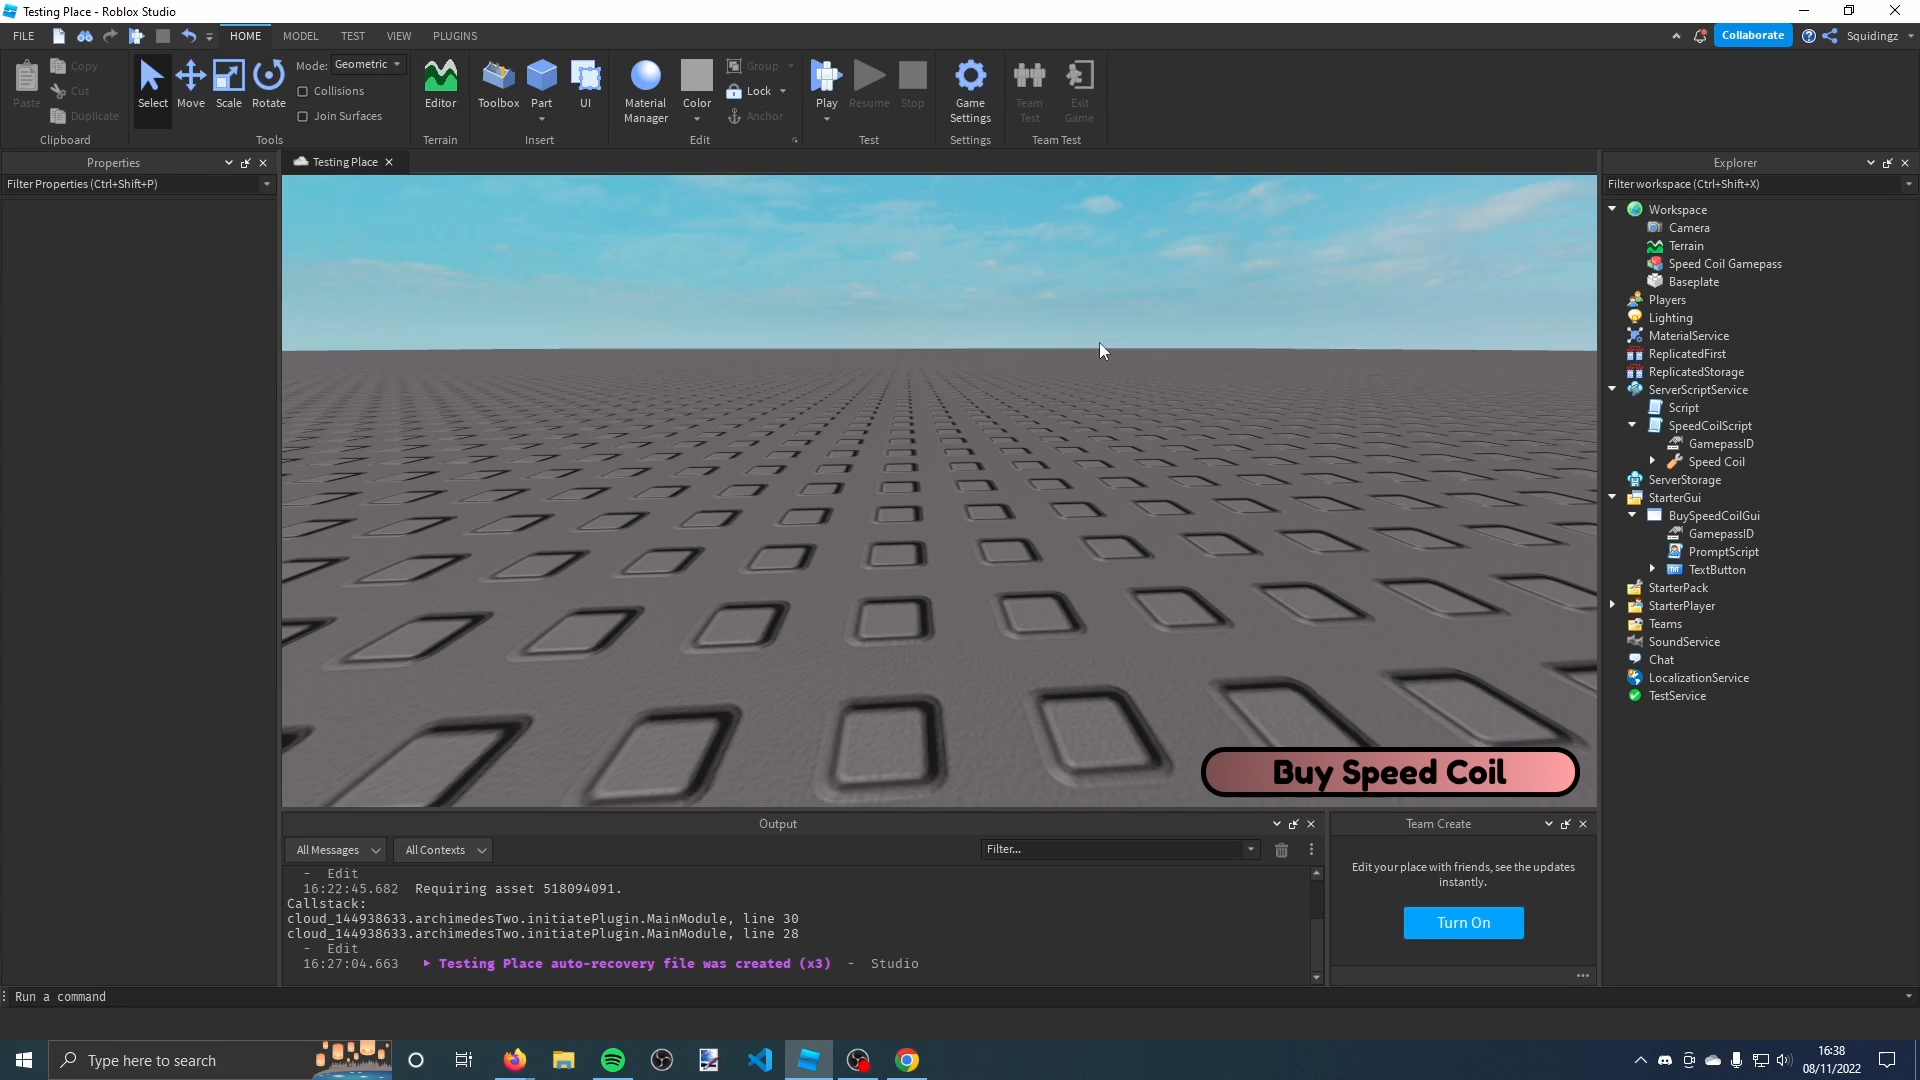 Testing Place - Roblox Studio
FILE
HOME
MODEL
TEST
VIEW
PLUGINS
Collaborate
Squidingz
Paste
Copy
Cut
Duplicate
Clipboard
Select
Move
Scale
Rotate
Mode: Geometric
Collisions
Join Surfaces
Tools
Editor
Terrain
Toolbox
Part
UI
Insert
Material
Manager
Color
Group
Lock
Anchor
Edit
Play
Resume
Stop
Test
Game
Settings
Settings
Team
Test
Exit
Game
Team Test
Properties
Filter Properties (Ctrl+Shift+P)
Testing Place
Explorer
Filter workspace (Ctrl+Shift+X)
Workspace
Camera
Terrain
Speed Coil Gamepass
Baseplate
Players
Lighting
MaterialService
ReplicatedFirst
ReplicatedStorage
ServerScriptService
Script
SpeedCoilScript
GamepassID
Speed Coil
ServerStorage
StarterGui
BuySpeedCoilGui
GamepassID
PromptScript
TextButton
StarterPack
StarterPlayer
Teams
SoundService
Chat
LocalizationService
TestService
Buy Speed Coil
Output
All Messages
All Contexts
Filter...
- Edit
16:22:45.682 Requiring asset 518094091.
Callstack:
cloud_144938633.archimedesTwo.initiatePlugin.MainModule, line 30
cloud_144938633.archimedesTwo.initiatePlugin.MainModule, line 28
- Edit
16:27:04.663 Testing Place auto-recovery file was created (x3) - Studio
Team Create
Edit your place with friends, see the updates
instantly.
Turn On
Run a command
Type here to search
16:38
08/11/2022